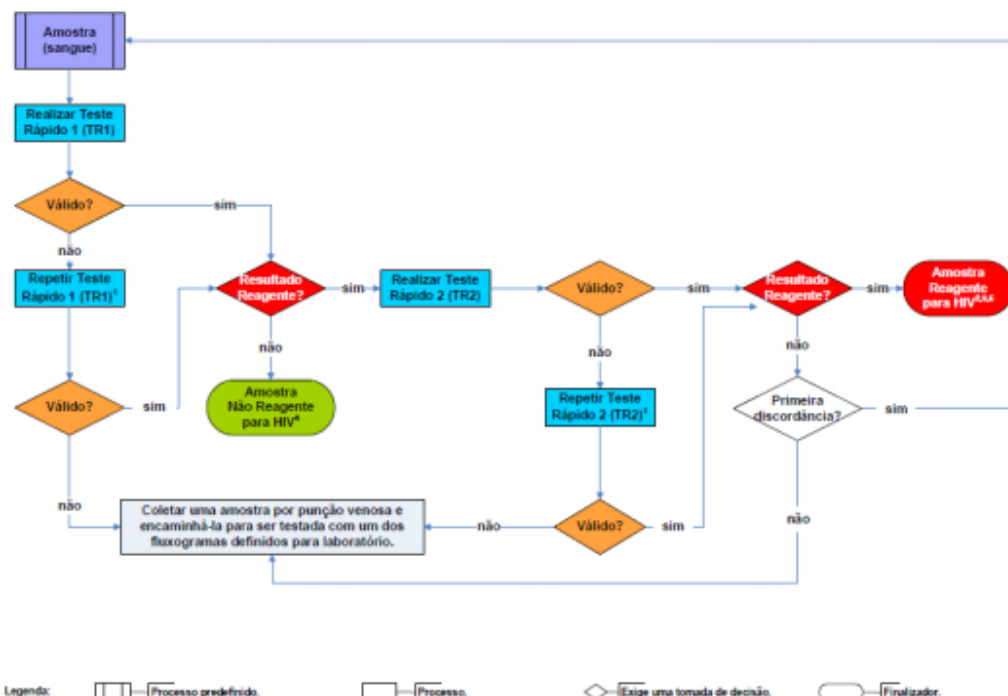 Amostra
(sangue)
Realizar Teste
Rápido 1 (TR1)
Válido?
sim
não
Repetir Teste
Rápido 1 (TR1)¹
Resultado
Reagente?
sim
Realizar Teste
Rápido 2 (TR2)
Válido?
sim
Resultado
Reagente?
sim
Amostra
Reagente
para HIV
não
não
não
Válido?
sim
Amostra
Não Reagente
para HIV
Repetir Teste
Rápido 2 (TR2)¹
Primeira
discordância?
sim
não
Coletar uma amostra por punção venosa e
encaminhá-la para ser testada com um dos
fluxogramas definidos para laboratório.
não
Válido?
sim
não
Legenda:
Processo predefinido.
Processo.
Exige uma tomada de decisão.
Finalizador.